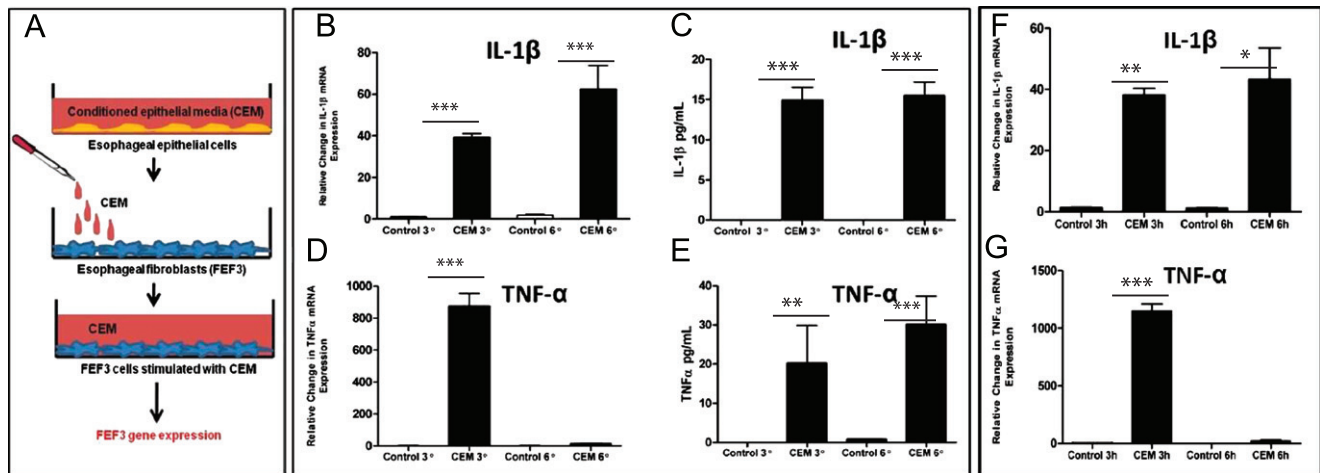 A
Conditioned epithelial media (CEM)
Esophageal epithelial cells
CEM
Esophageal fibroblasts (FEF3)
CEM
FEF3 cells stimulated with CEM
FEF3 gene expression
B
IL-1β
Relative Change in IL-1β mRNA
Expression
80
60
40
20
0
***
***
Control 3°
CEM 3°
Control 6°
CEM 6°
C
IL-1β
IL-1β pg/mL
20
15
10
5
0
***
***
Control 3°
CEM 3°
Control 6°
CEM 6°
D
TNF-α
Relative Change in TNFα mRNA
Expression
1000
800
600
400
200
0
***
Control 3°
CEM 3°
Control 6°
CEM 6°
E
TNF-α
TNFα pg/mL
40
30
20
10
0
**
***
Control 3°
CEM 3°
Control 6°
CEM 6°
F
IL-1β
Relative Change in IL-1β mRNA
Expression
60
40
20
0
**
*
Control 3h
CEM 3h
Control 6h
CEM 6h
G
TNF-α
Relative Change in TNFα mRNA
Expression
1500
1000
500
0
***
Control 3h
CEM 3h
Control 6h
CEM 6h